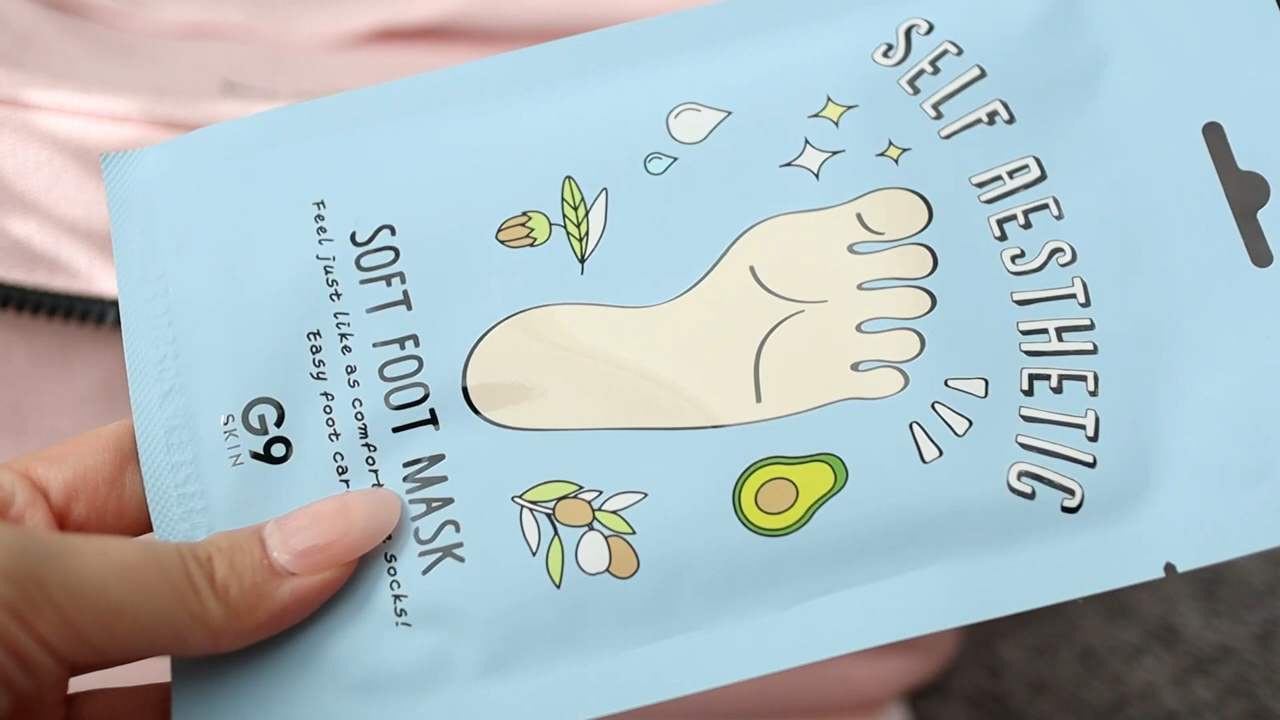 SELF AESTHETIC
SOFT FOOT MASK
Feel just like as comfort socks!
Easy foot car
G9
SKIN